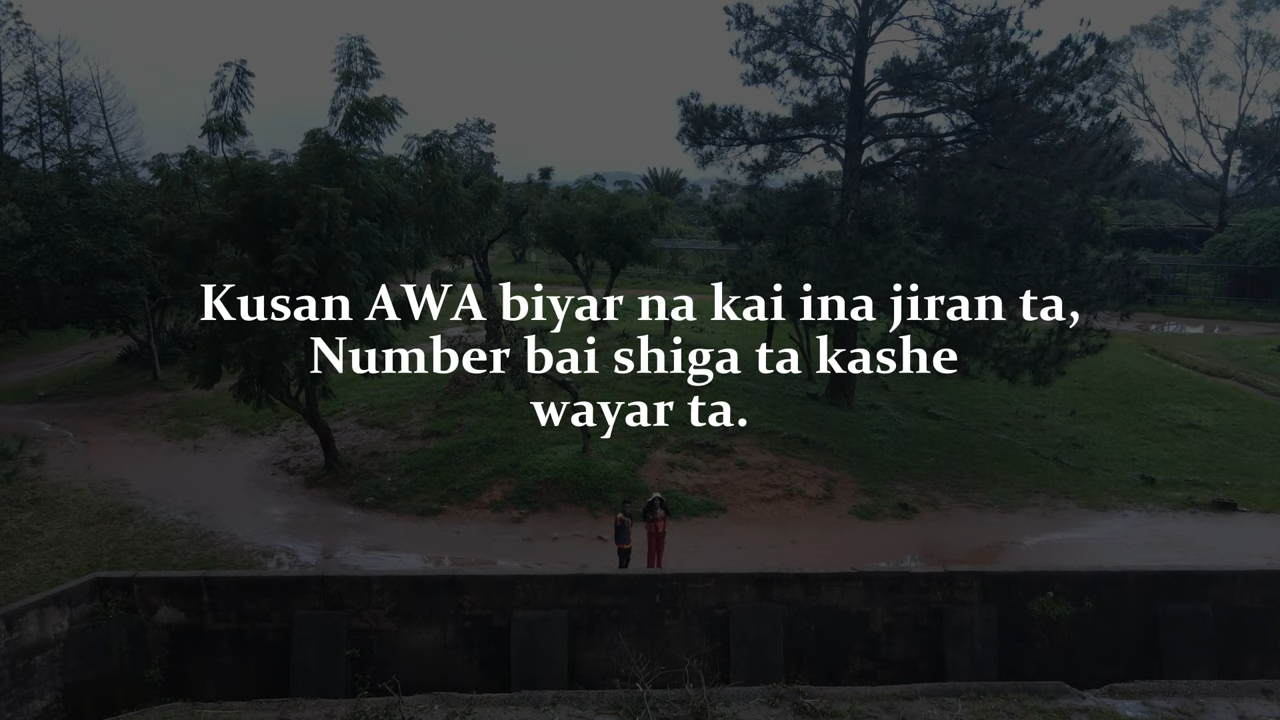 Kusan AWA biyar na kai ina jiran ta,
Number bai shiga ta kashe
wayar ta.